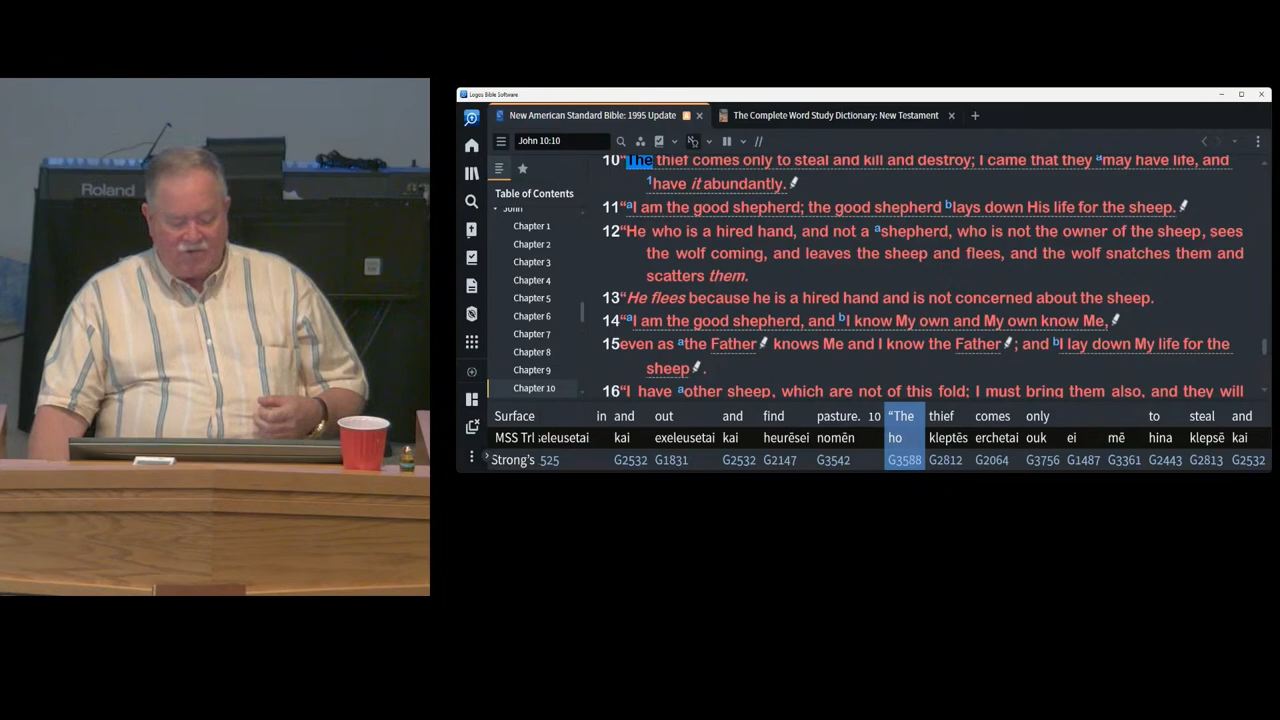 Roland
Logos Bible Software
New American Standard Bible: 1995 Update
The Complete Word Study Dictionary: New Testament
John 10:10
Table of Contents
John
Chapter 1
Chapter 2
Chapter 3
Chapter 4
Chapter 5
Chapter 6
Chapter 7
Chapter 8
Chapter 9
Chapter 10
10 “The thief comes only to steal and kill and destroy; I came that they a may have life, and
1 have it abundantly.
11 “a I am the good shepherd; the good shepherd b lays down His life for the sheep.
12 “He who is a hired hand, and not a a shepherd, who is not the owner of the sheep, sees
the wolf coming, and leaves the sheep and flees, and the wolf snatches them and
scatters them.
13 “He flees because he is a hired hand and is not concerned about the sheep.
14 “a I am the good shepherd, and b I know My own and My own know Me,
15 even as a the Father knows Me and I know the Father; and b I lay down My life for the
sheep.
16 “I have a other sheep, which are not of this fold; I must bring them also, and they will
Surface in and out and find pasture. 10 “The thief comes only to steal and
MSS Trl :seleusetai kai exeleusetai kai heurēsei nomēn ho kleptēs erchetai ouk ei mē hina klepsē kai
Strong's 525 G2532 G1831 G2532 G2147 G3542 G3588 G2812 G2064 G3756 G1487 G3361 G2443 G2813 G2532